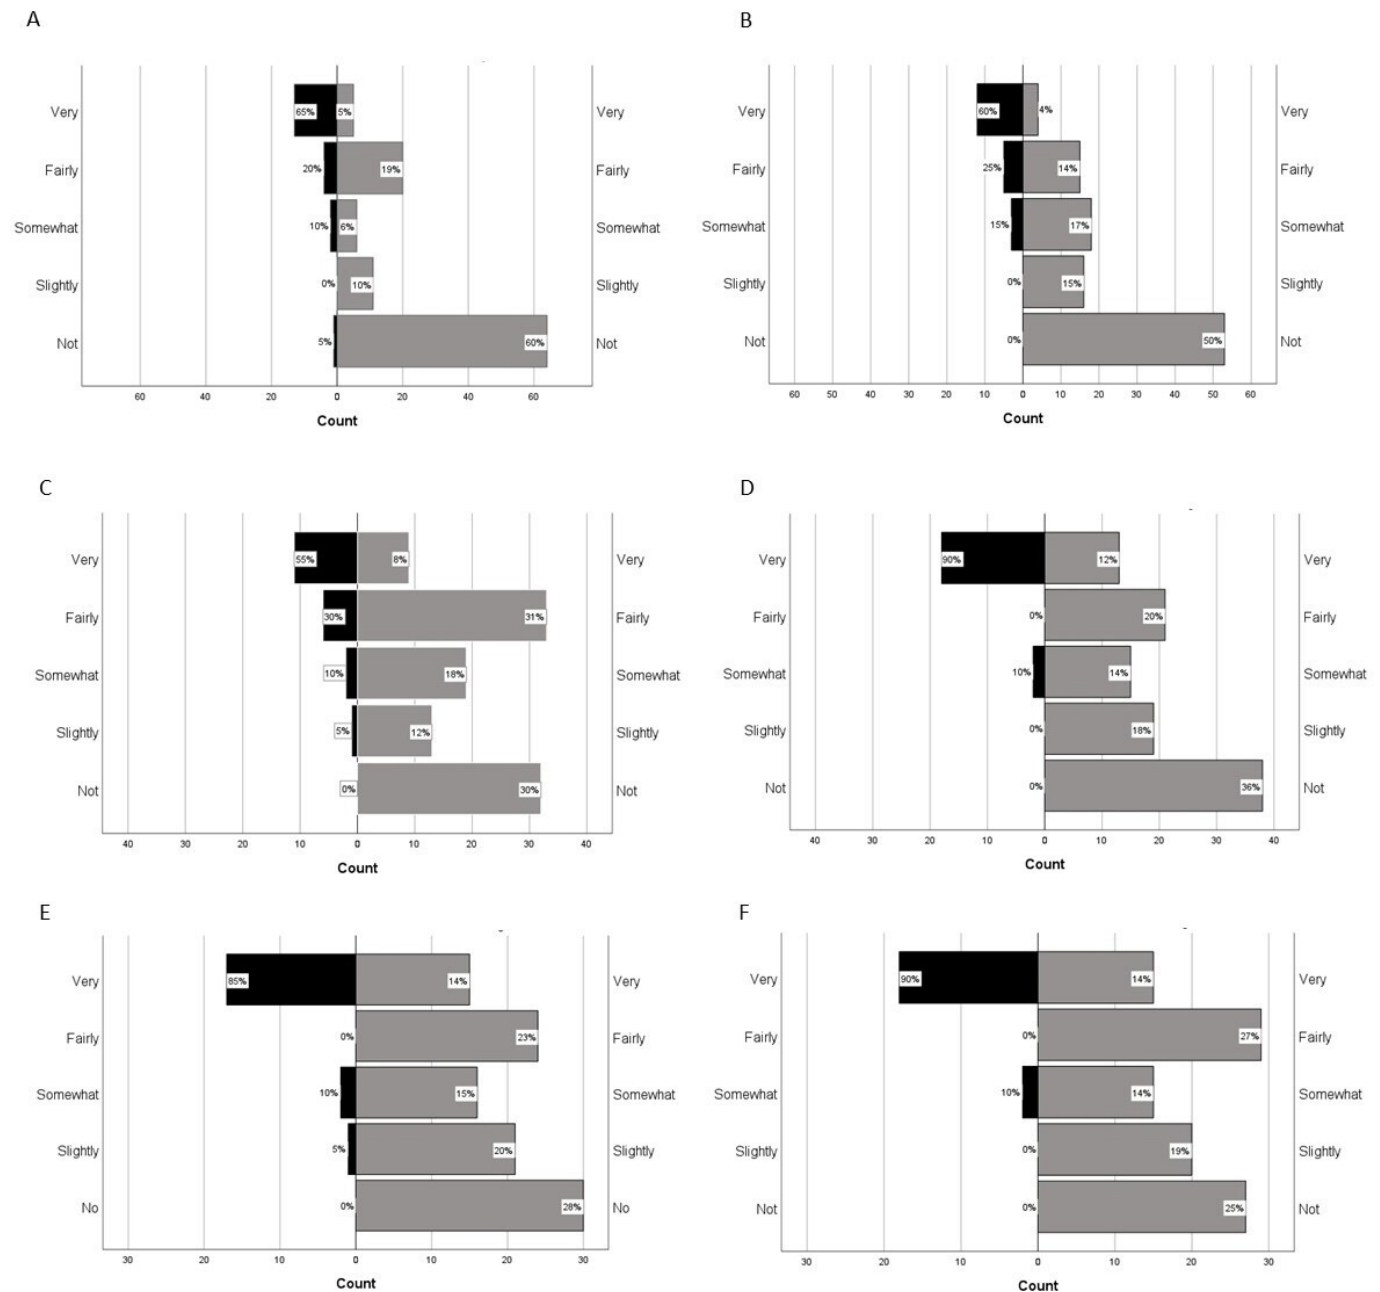 A
Very 65% 5% Very
Fairly 20% 19% Fairly
Somewhat 10% 6% Somewhat
Slightly 0% 10% Slightly
Not 5% 60% Not
60 40 20 0 20 40 60
Count
B
Very 60% 4% Very
Fairly 25% 14% Fairly
Somewhat 15% 17% Somewhat
Slightly 0% 15% Slightly
Not 0% 50% Not
60 50 40 30 20 10 0 10 20 30 40 50 60
Count
C
Very 55% 8% Very
Fairly 30% 31% Fairly
Somewhat 10% 18% Somewhat
Slightly 5% 12% Slightly
Not 0% 30% Not
40 30 20 10 0 10 20 30 40
Count
D
Very 90% 12% Very
Fairly 0% 20% Fairly
Somewhat 10% 14% Somewhat
Slightly 0% 18% Slightly
Not 0% 36% Not
40 30 20 10 0 10 20 30 40
Count
E
Very 85% 14% Very
Fairly 0% 23% Fairly
Somewhat 10% 15% Somewhat
Slightly 5% 20% Slightly
No 0% 28% No
30 20 10 0 10 20 30
Count
F
Very 90% 14% Very
Fairly 0% 27% Fairly
Somewhat 10% 14% Somewhat
Slightly 0% 19% Slightly
Not 0% 25% Not
30 20 10 0 10 20 30
Count